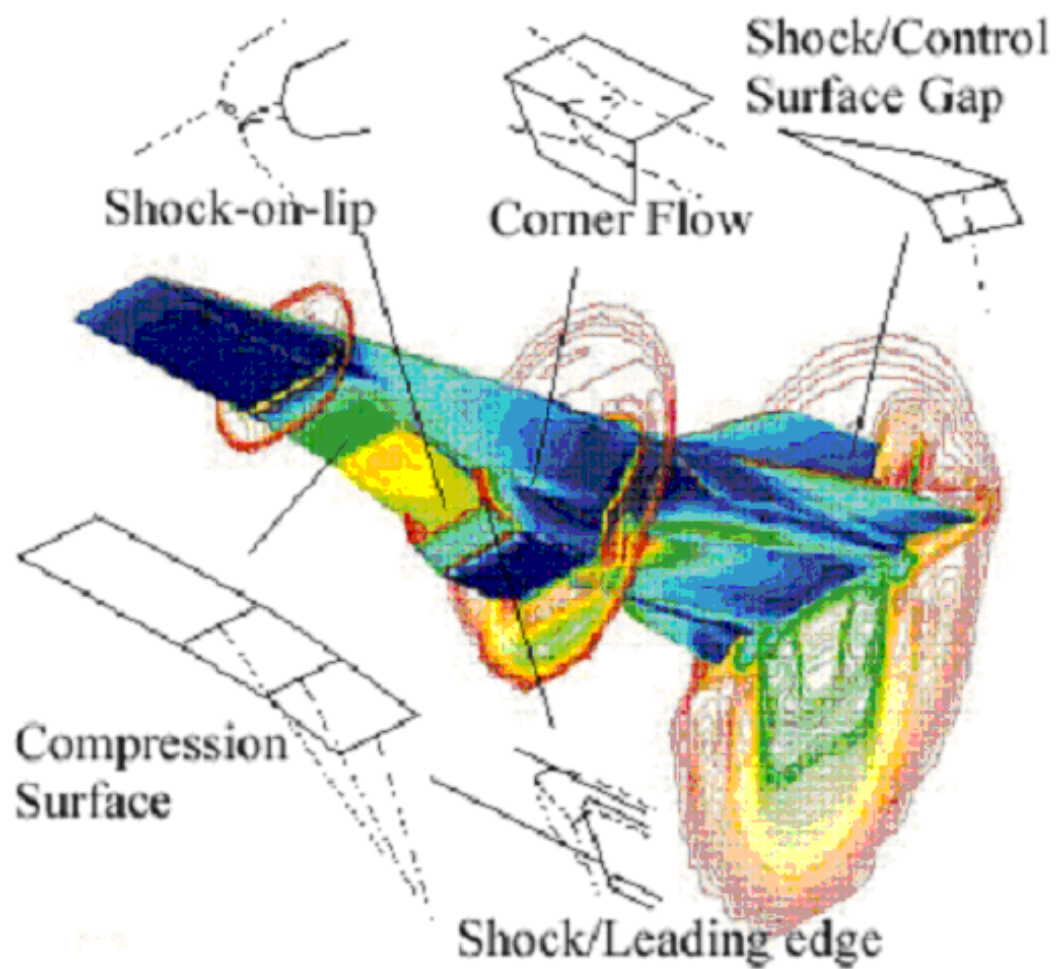 Shock/Control
Surface Gap
Shock-on-lip
Corner Flow
Compression
Surface
Shock/Leading edge